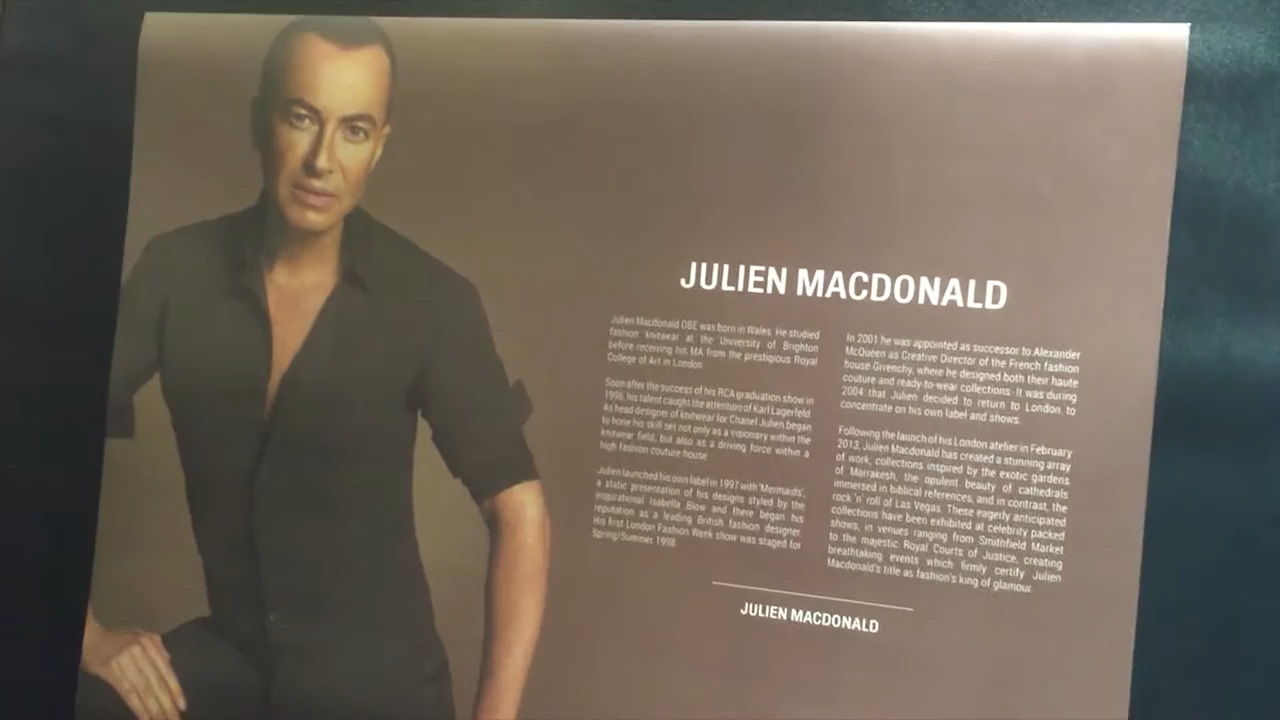 JULIEN MACDONALD
Julien Macdonald OBE was born in Wales. He studied
fashion knitwear at the University of Brighton
before receiving his MA from the prestigious Royal
College of Art in London.
Soon after the success of his RCA graduation show in
1996, his talent caught the attention of Karl Lagerfeld.
As head designer of knitwear for Chanel Julien began
to hone his skill set not only as a visionary within the
knitwear field, but also as a driving force within a
high fashion couture house.
Julien launched his own label in 1997 with 'Mermaids',
a static presentation of his designs styled by the
inspirational Isabella Blow and there began his
reputation as a leading British fashion designer.
His first London Fashion Week show was staged for
Spring/Summer 1998.
In 2001 he was appointed as successor to Alexander
McQueen as Creative Director of the French fashion
house Givenchy, where he designed both their haute
couture and ready-to-wear collections. It was during
2004 that Julien decided to return to London to
concentrate on his own label and shows.
Following the launch of his London atelier in February
2013, Julien Macdonald has created a stunning array
of work; collections inspired by the exotic gardens
of Marrakesh, the opulent beauty of cathedrals
immersed in biblical references, and in contrast, the
rock 'n' roll of Las Vegas. These eagerly anticipated
collections have been exhibited at celebrity packed
shows, in venues ranging from Smithfield Market
to the majestic Royal Courts of Justice, creating
breathtaking events which firmly certify Julien
Macdonald's title as fashion's king of glamour.
JULIEN MACDONALD